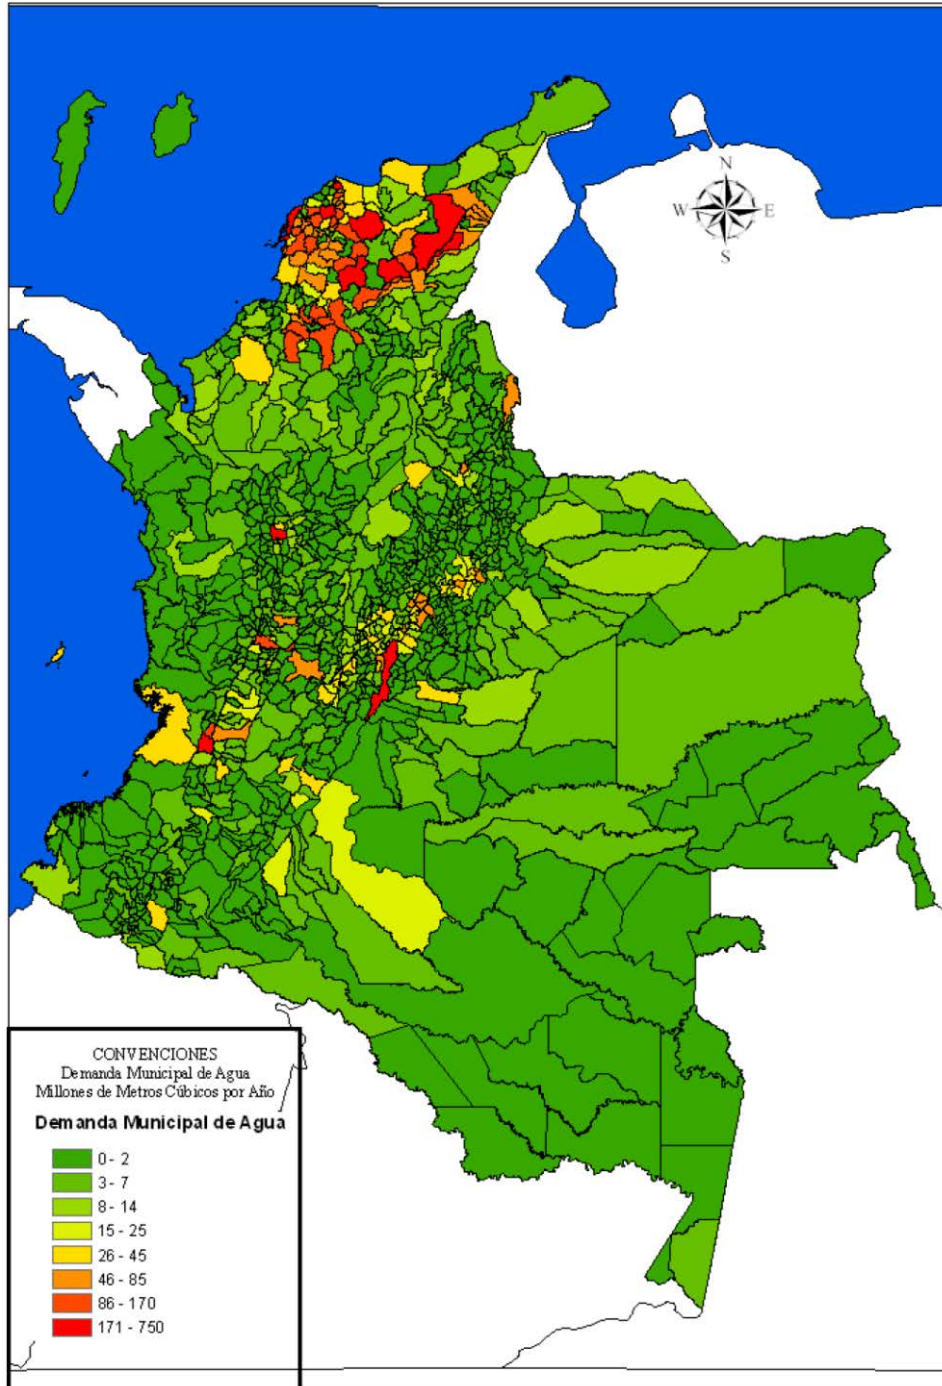 N
W E
S
CONVENCIONES
Demanda Municipal de Agua
Millones de Metros Cúbicos por Año
Demanda Municipal de Agua
0 - 2
3 - 7
8 - 14
15 - 25
26 - 45
46 - 85
86 - 170
171 - 750